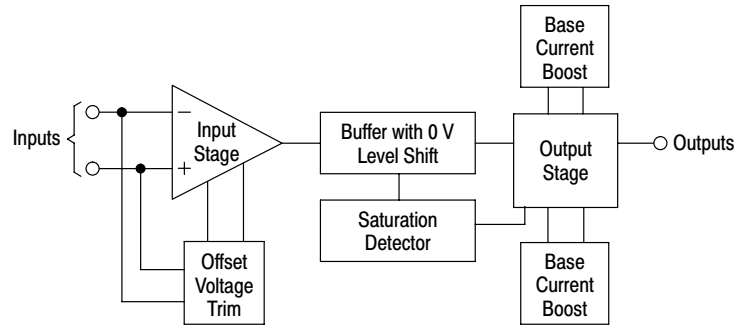 Base
Current
Boost
Inputs
−
+
Input
Stage
Buffer with 0 V
Level Shift
Output
Stage
Outputs
Saturation
Detector
Offset
Voltage
Trim
Base
Current
Boost